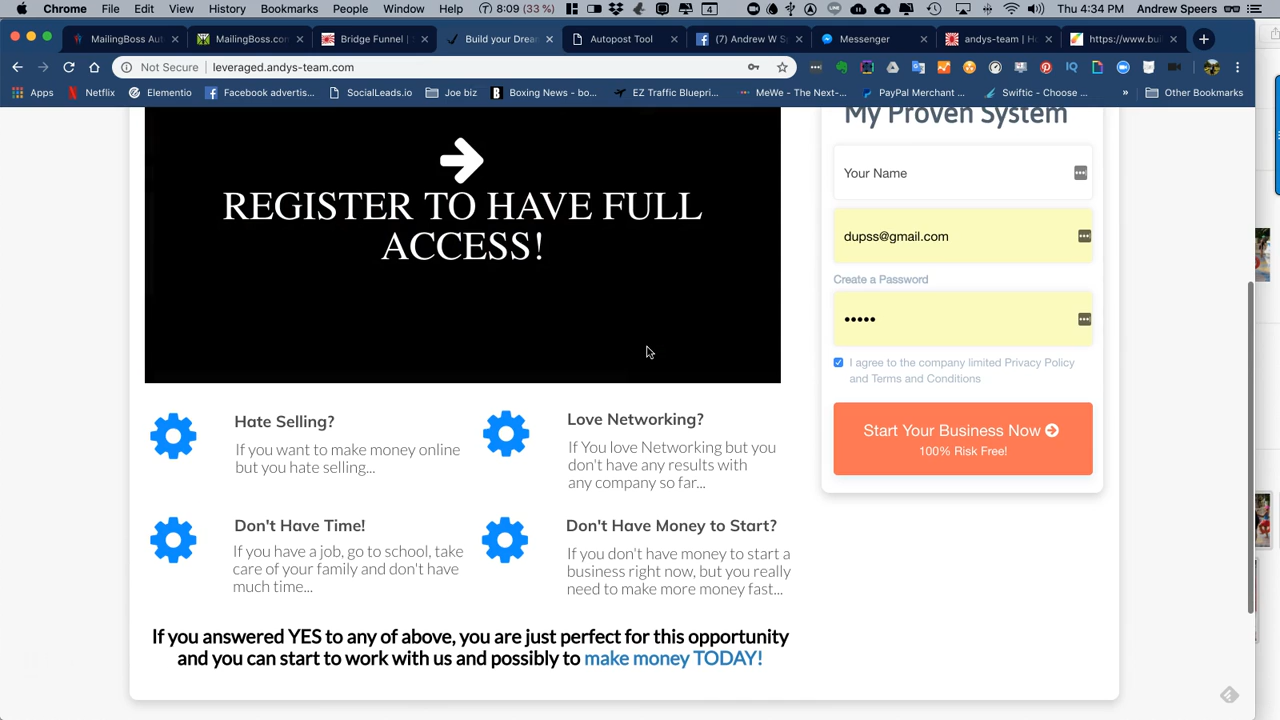 Chrome File Edit View History Bookmarks People Window Help 8:09 (33 %) 4 Thu 4:34 PM Andrew Speers
MailingBoss Aut MailingBoss.con Bridge Funnel | Build your Drea Autopost Tool (7) Andrew W S Messenger andys-team | H https://www.bu
Not Secure | leveraged.andys-team.com
Apps Netflix Elementio Facebook advertis... SocialLeads.io Joe biz Boxing News - bo... EZ Traffic Bluepri... MeWe - The Next-... PayPal Merchant ... Swiftic - Choose ... » Other Bookmarks
My Proven System
REGISTER TO HAVE FULL
ACCESS!
Your Name
dupss@gmail.com
Create a Password
•••••
I agree to the company limited Privacy Policy
and Terms and Conditions
Start Your Business Now
100% Risk Free!
Hate Selling?
If you want to make money online
but you hate selling...
Love Networking?
If You love Networking but you
don't have any results with
any company so far...
Don't Have Time!
If you have a job, go to school, take
care of your family and don't have
much time...
Don't Have Money to Start?
If you don't have money to start a
business right now, but you really
need to make more money fast...
If you answered YES to any of above, you are just perfect for this opportunity
and you can start to work with us and possibly to make money TODAY!